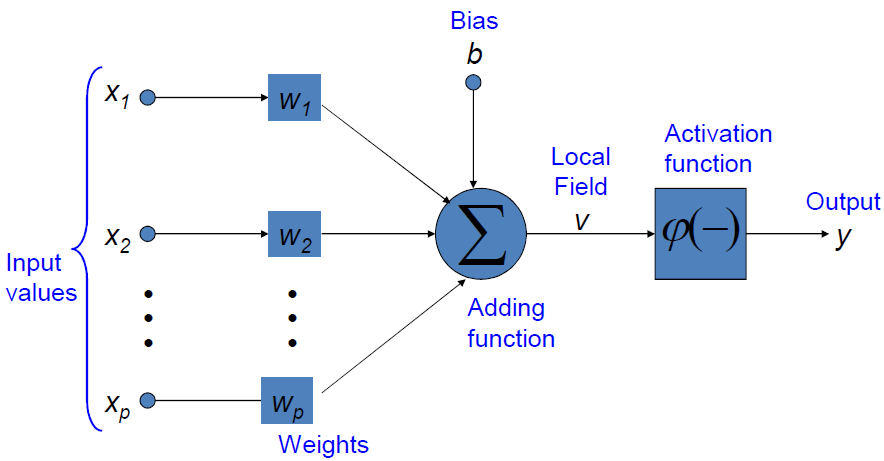 Bias
b
x1
w1
Activation
function
Local
Field
v
φ(−)
Output
y
x2
w2
∑
Input
values
Adding
function
xp
wp
Weights